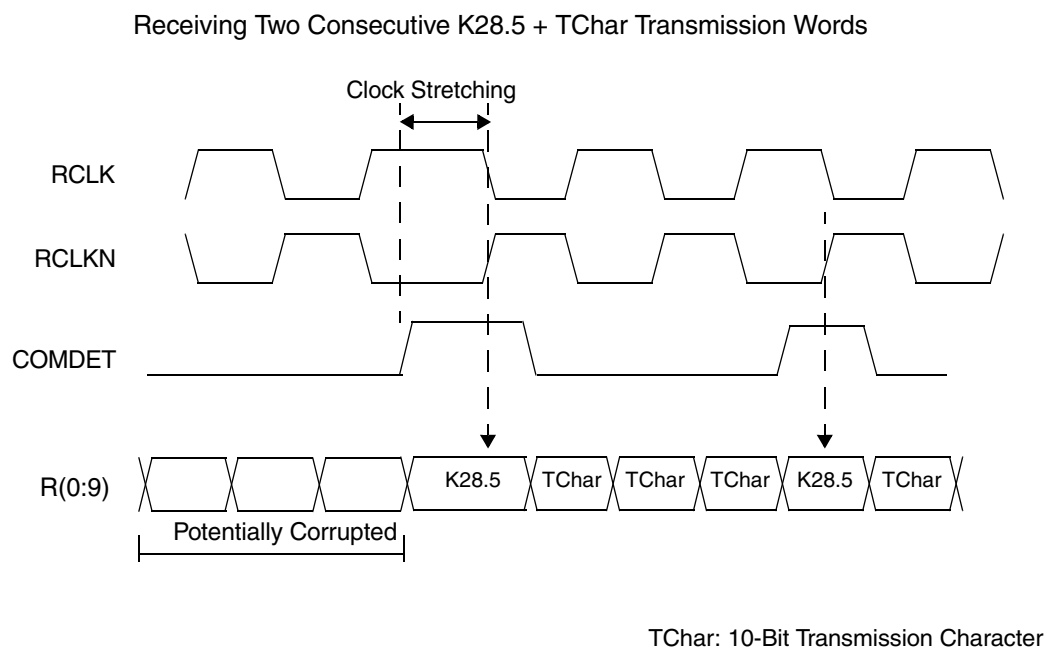 Receiving Two Consecutive K28.5 + TChar Transmission Words
Clock Stretching
RCLK
RCLKN
COMDET
R(0:9)
K28.5 TChar TChar TChar K28.5 TChar
Potentially Corrupted
TChar: 10-Bit Transmission Character